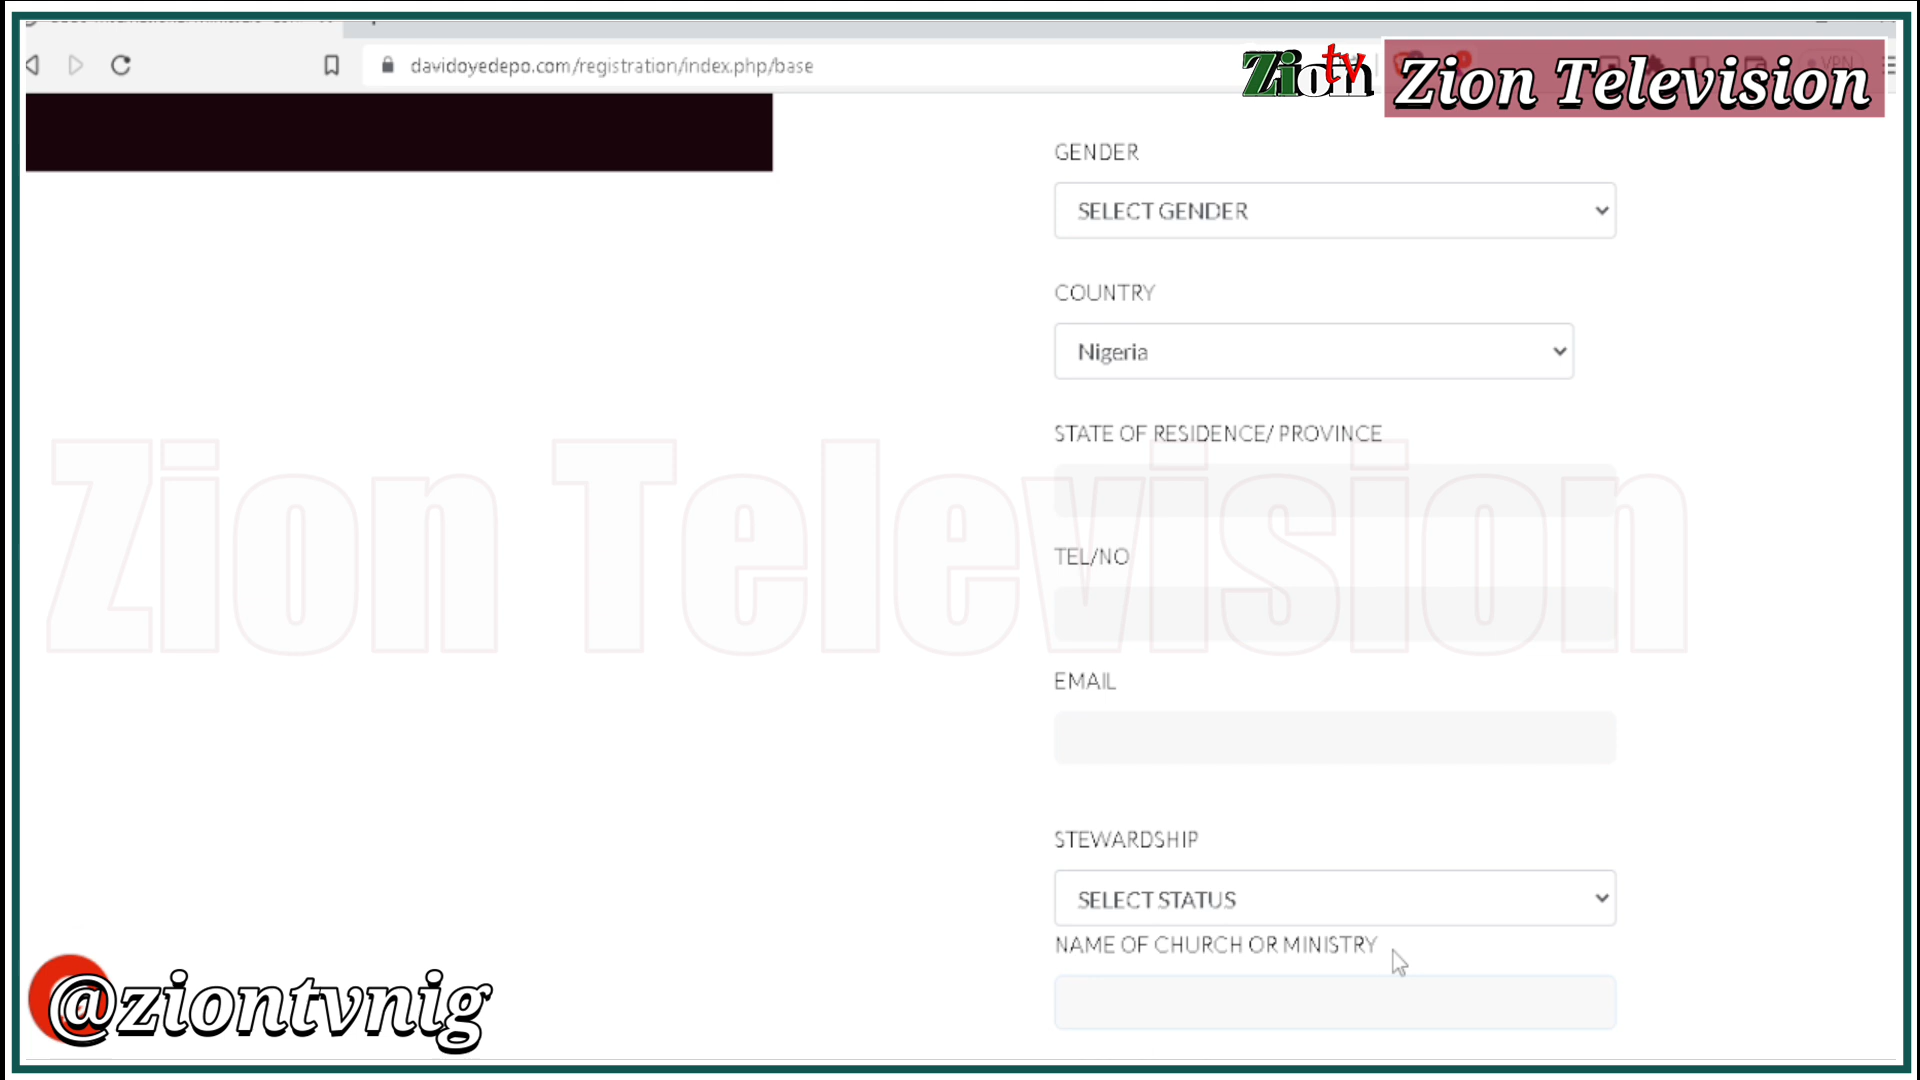 davidoyedepo.com/registration/index.php/base
Zion tv
Zion Television
VPN
GENDER
SELECT GENDER
COUNTRY
Nigeria
STATE OF RESIDENCE/ PROVINCE
Zion Television
TEL/NO
EMAIL
STEWARDSHIP
SELECT STATUS
NAME OF CHURCH OR MINISTRY
@ziontvnig